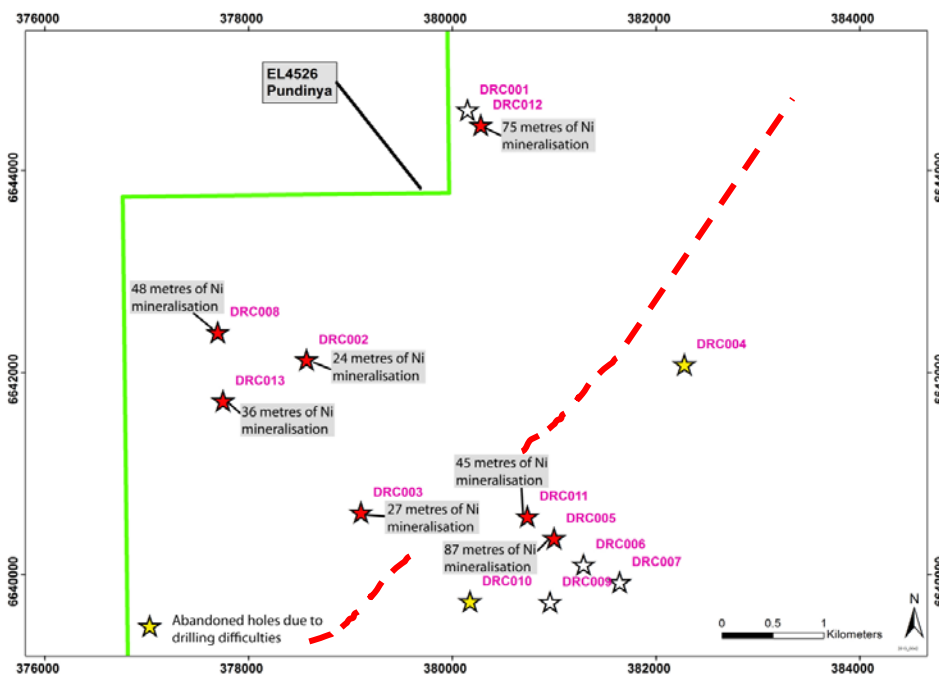 376000 378000 380000 382000 384000
EL4526
Pundinya
DRC001
DRC012
75 metres of Ni
mineralisation
6644000
6644000
48 metres of Ni
mineralisation
DRC008
DRC002
24 metres of Ni
mineralisation
DRC004
6642000
6642000
DRC013
36 metres of Ni
mineralisation
45 metres of Ni
mineralisation
DRC003
27 metres of Ni
mineralisation
DRC011
DRC005
87 metres of Ni
mineralisation
DRC006
DRC007
DRC010
DRC009
6640000
6640000
Abandoned holes due to
drilling difficulties
N
0 0.5 1
Kilometers
376000 378000 380000 382000 384000